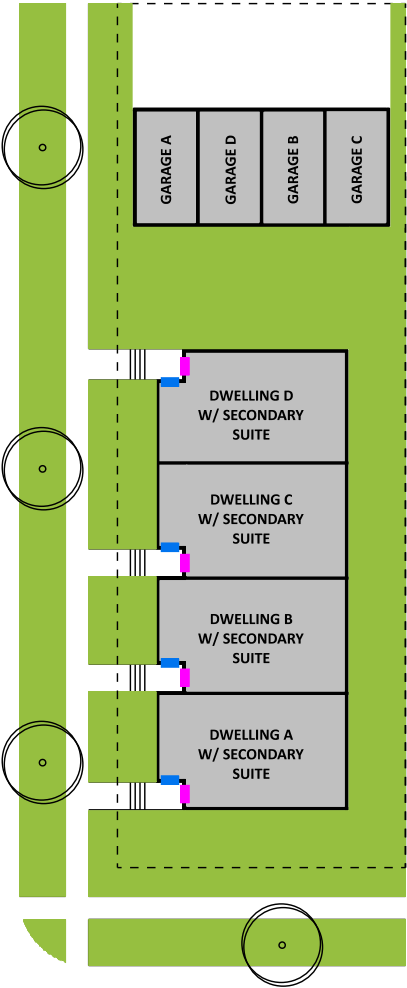 GARAGE A
GARAGE D
GARAGE B
GARAGE C
DWELLING D
W/ SECONDARY
SUITE
DWELLING C
W/ SECONDARY
SUITE
DWELLING B
W/ SECONDARY
SUITE
DWELLING A
W/ SECONDARY
SUITE